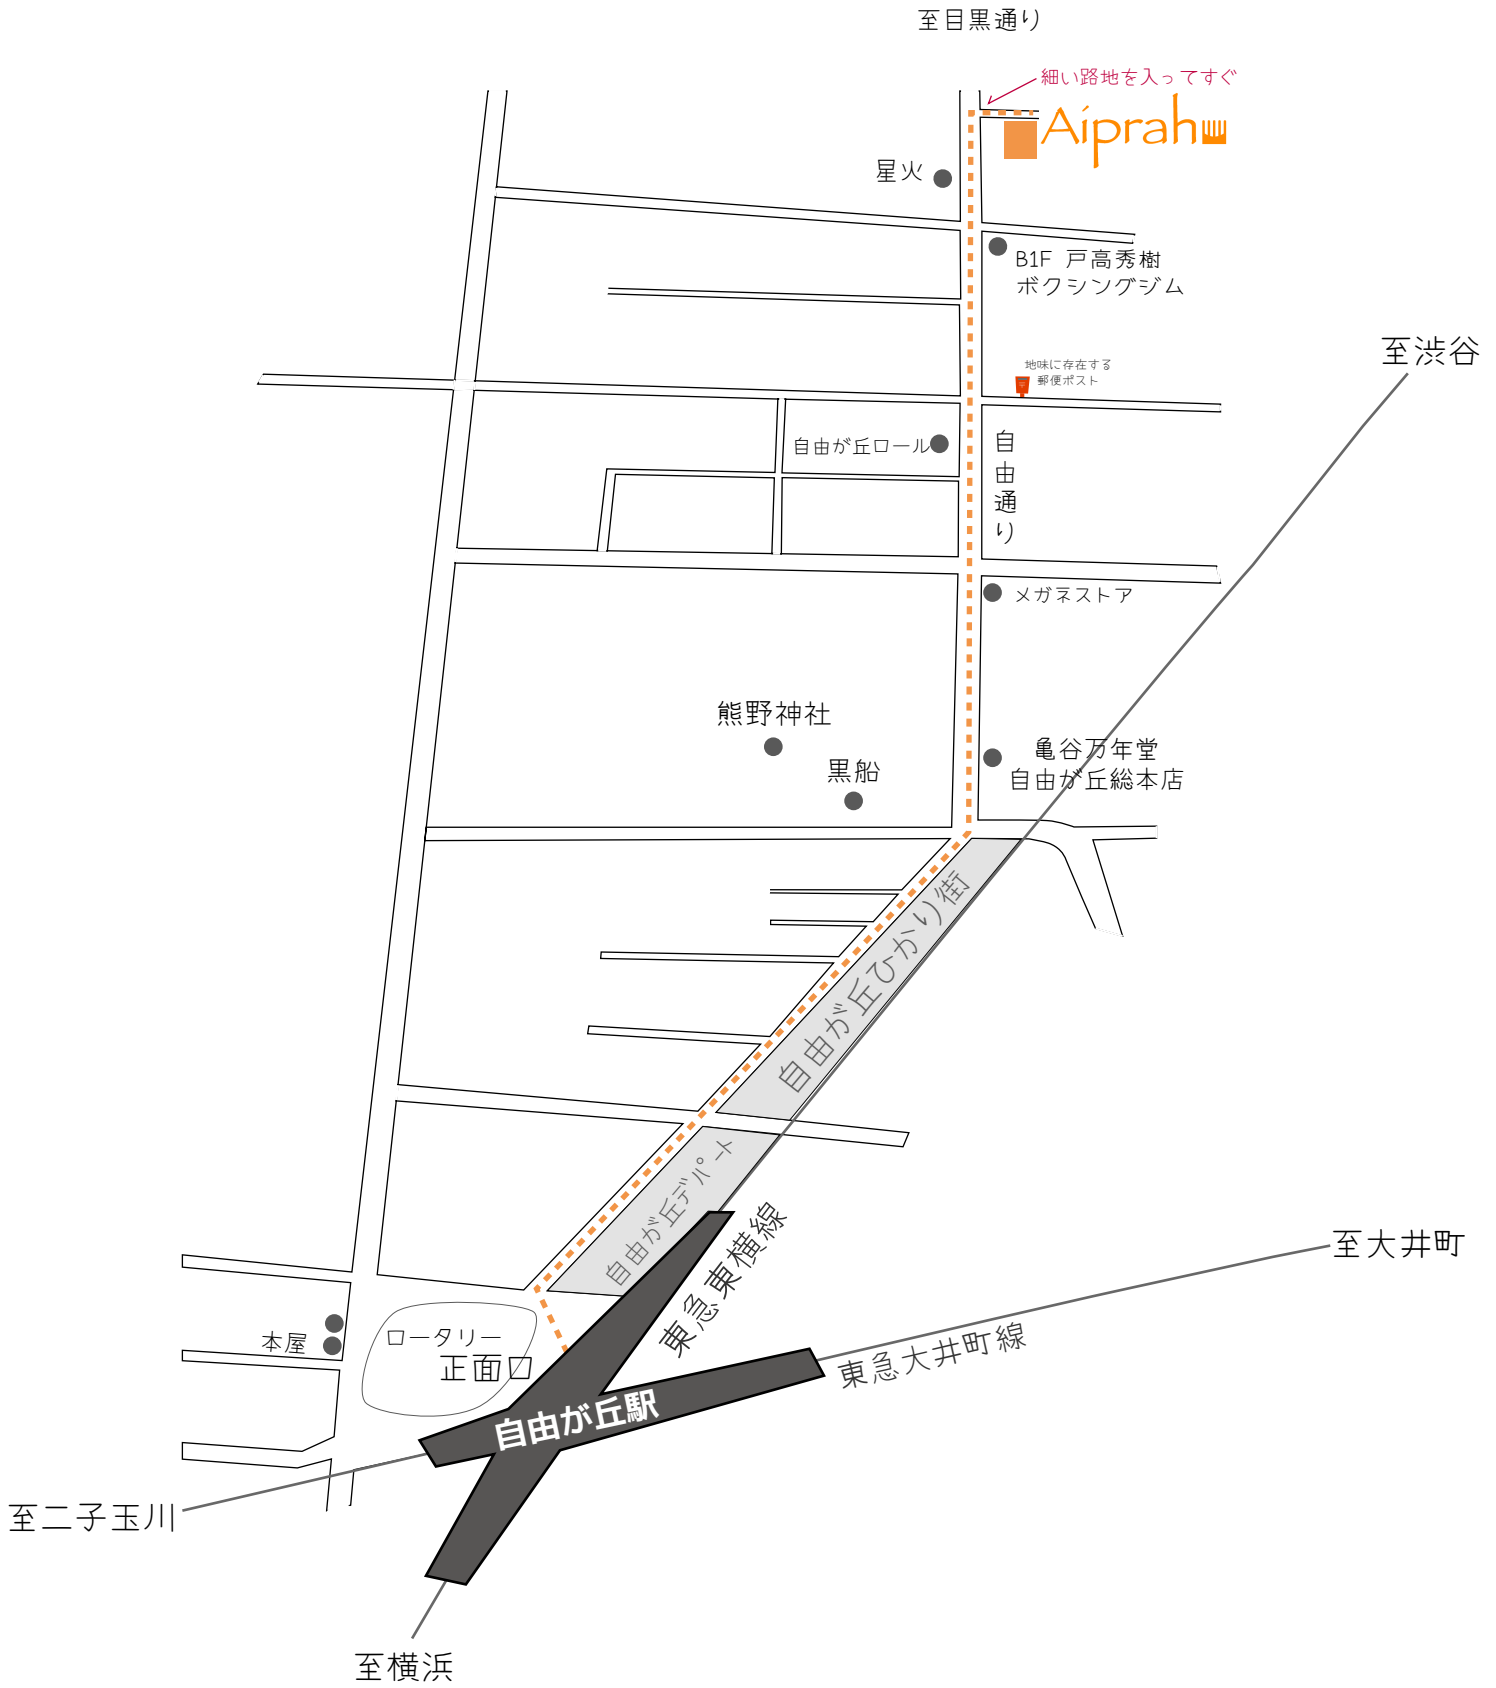 至目黒通り
細い路地を入ってすぐ
Aiprah
星火
B1F 戸高秀樹
ボクシングジム
至渋谷
地味に存在する
郵便ポスト
自由が丘ロール
自由通り
メガネストア
熊野神社
黒船
亀谷万年堂
自由が丘総本店
自由が丘ひかり街
自由が丘デパート
東急東横線
至大井町
本屋
ロータリー
正面口
東急大井町線
自由が丘駅
至二子玉川
至横浜